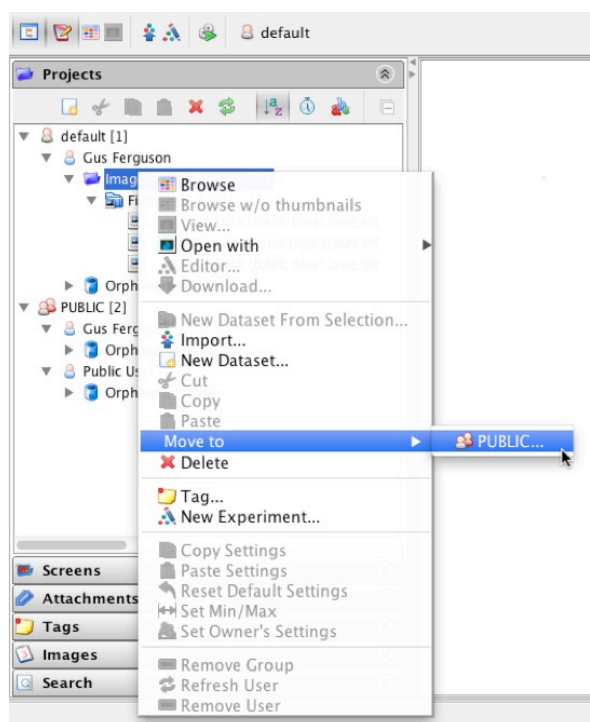 default
Projects
default [1]
Gus Ferguson
Imag
Browse
Fi
Browse w/o thumbnails
View...
Open with
Editor...
Orph
Download...
PUBLIC [2]
New Dataset From Selection...
Gus Ferg
Import...
Orph
New Dataset...
Public Us
Cut
Orph
Copy
Paste
Move to
PUBLIC...
Delete
Tag...
New Experiment...
Copy Settings
Screens
Paste Settings
Attachments
Reset Default Settings
Set Min/Max
Tags
Set Owner's Settings
Images
Remove Group
Search
Refresh User
Remove User